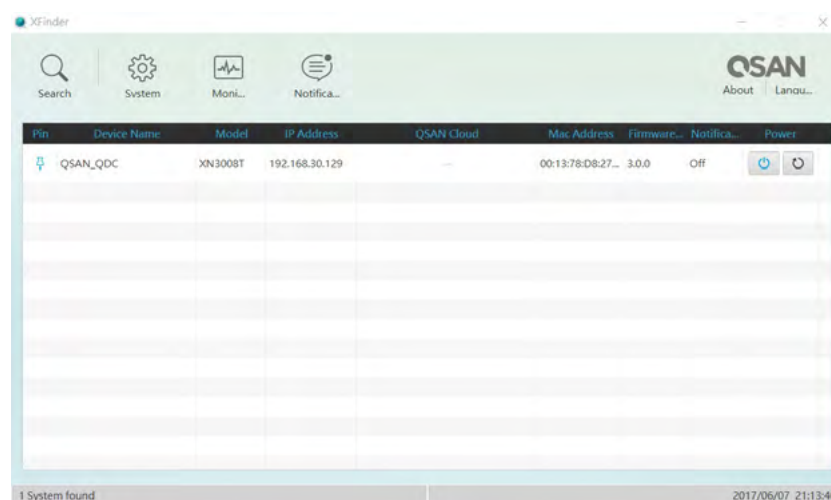 XFinder
Search System Moni... Notifica...
QSAN
About Langu...
Pin Device Name Model IP Address QSAN Cloud Mac Address Firmware... Notifica... Power
QSAN_QDC XN3008T 192.168.30.129 --- 00:13:78:D8:27... 3.0.0 Off
1 System found 2017/06/07 21:13:4